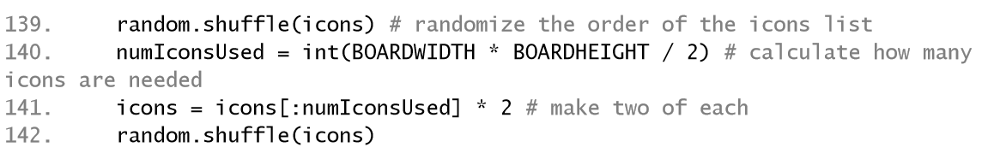 139.     random.shuffle(icons) # randomize the order of the icons list
140.     numIconsUsed = int(BOARDWIDTH * BOARDHEIGHT / 2) # calculate how many
icons are needed
141.     icons = icons[:numIconsUsed] * 2 # make two of each
142.     random.shuffle(icons)